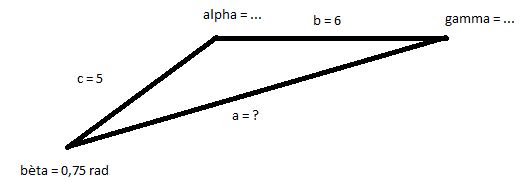 alpha = ...
b = 6
gamma = ...
c = 5
a = ?
bèta = 0,75 rad